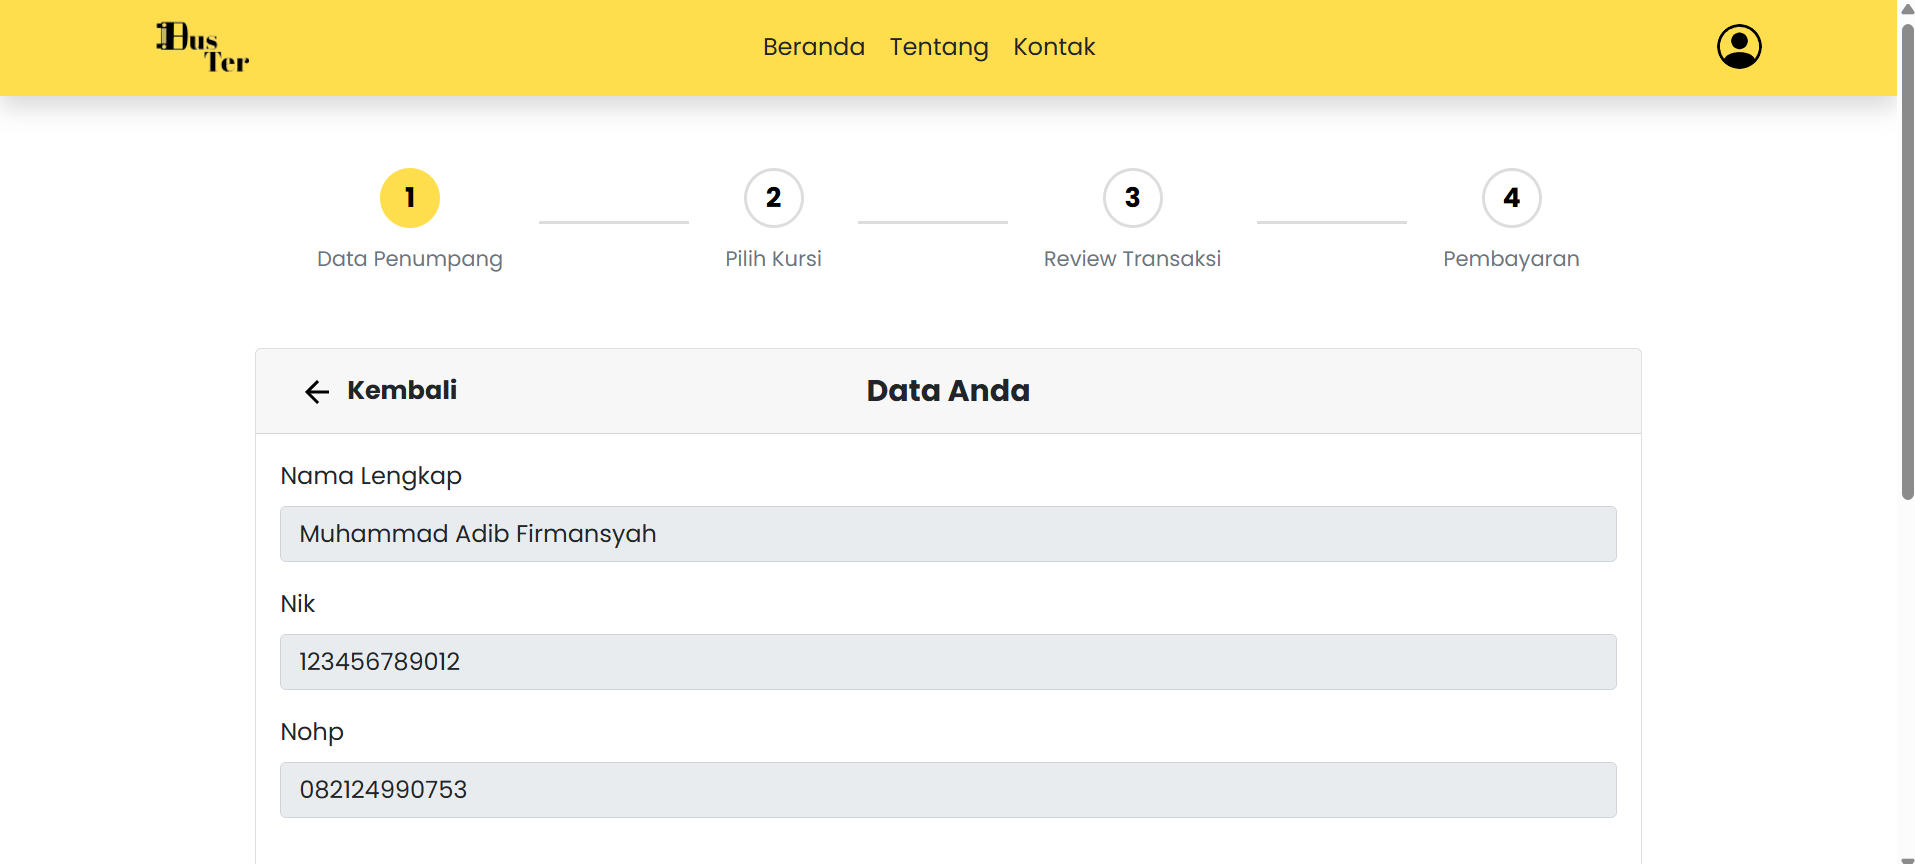 Bus
Ter
Beranda Tentang Kontak
1 2 3 4
Data Penumpang Pilih Kursi Review Transaksi Pembayaran
Kembali Data Anda
Nama Lengkap
Muhammad Adib Firmansyah
Nik
123456789012
Nohp
082124990753